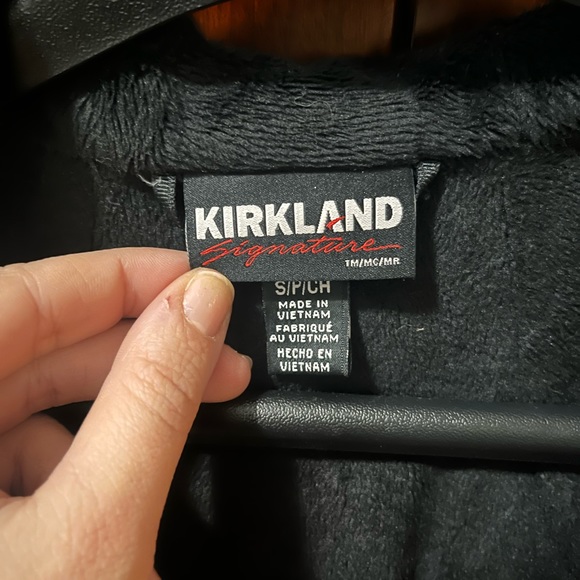 KIRKLAND
Signature
TM/MC/MR
S/P/CH
MADE IN
VIETNAM
FABRIQUÉ
AU VIETNAM
HECHO EN
VIETNAM